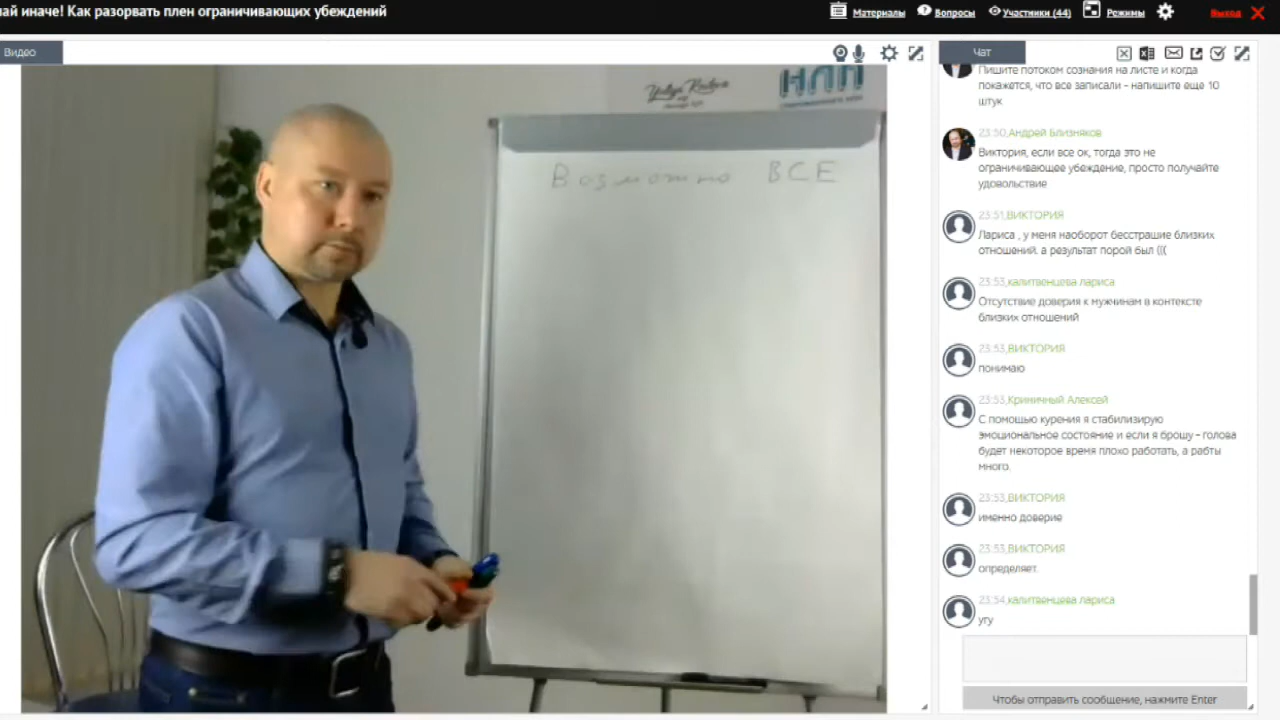 най иначе! Как разорвать плен ограничивающих убеждений
Материалы
Вопросы
Участники (44)
Режимы
Выход
Видео
НЛП
Возможно ВСЕ
Чат
Пишите потоком сознания на листе и когда
покажется, что все записали - напишите еще 10
штук
23:50, Андрей Близняков
Виктория, если все ок, тогда это не
ограничивающее убеждение, просто получайте
удовольствие
23:51, ВИКТОРИЯ
Лариса , у меня наоборот бесстрашие близких
отношений. а результат порой был (((
23:53, калитвенцева лариса
Отсутствие доверия к мужчинам в контексте
близких отношений
23:53, ВИКТОРИЯ
понимаю
23:53, Криничный Алексей
С помощью курения я стабилизирую
эмоциональное состояние и если я брошу - голова
будет некоторое время плохо работать, а рабты
много.
23:53, ВИКТОРИЯ
именно доверие
23:53, ВИКТОРИЯ
определяет.
23:54, калитвенцева лариса
угу
Чтобы отправить сообщение, нажмите Enter